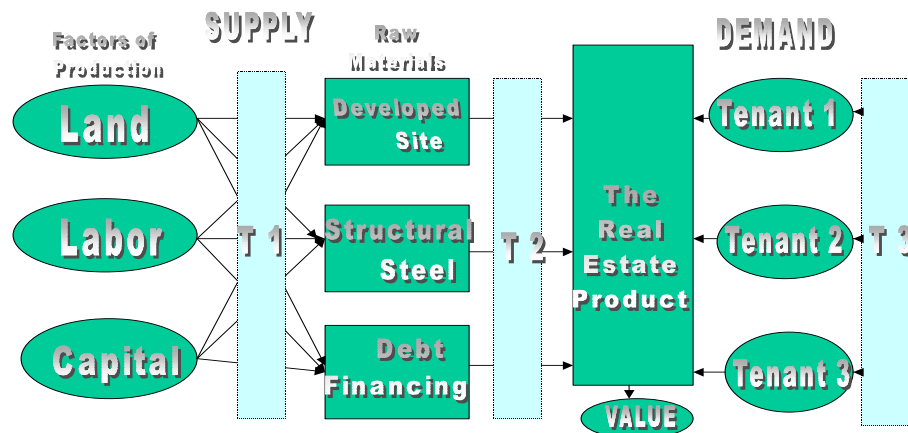 SUPPLY
DEMAND
Factors of
Production
Raw
Materials
Land
Labor
Capital
T 1
Developed
Site
Structural
Steel
Debt
Financing
T 2
The
Real
Estate
Product
VALUE
Tenant 1
Tenant 2
Tenant 3
T 3